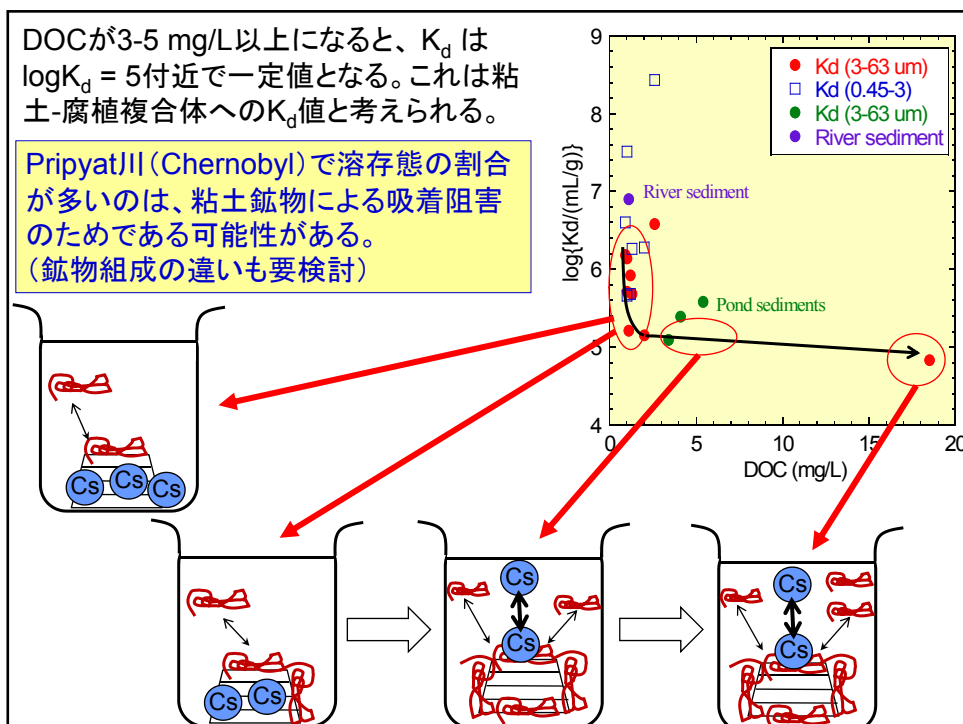 DOCが3-5 mg/L以上になると、 Kd は
logKd = 5付近で一定値となる。これは粘
土-腐植複合体へのKd値と考えられる。
Pripyat川（Chernobyl）で溶存態の割合
が多いのは、粘土鉱物による吸着阻害
のためである可能性がある。
（鉱物組成の違いも要検討）
9
8
7
6
5
4
log{Kd/(mL/g)}
Kd (3-63 um)
Kd (0.45-3)
Kd (3-63 um)
River sediment
River sediment
Pond sediments
0 5 10 15 20
DOC (mg/L)
Cs Cs Cs
Cs Cs
Cs
Cs
Cs
Cs